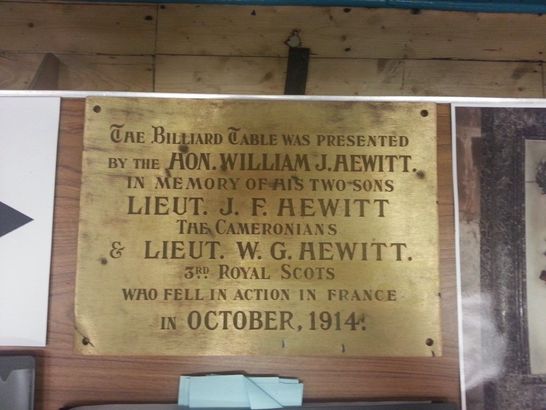 The Billiard Table was presented
by the Hon. William J. Hewitt.
in memory of his two sons
Lieut. J. F. Hewitt
The Cameronians
& Lieut. W. G. Hewitt.
3rd Royal Scots
who fell in action in France
in October, 1914.